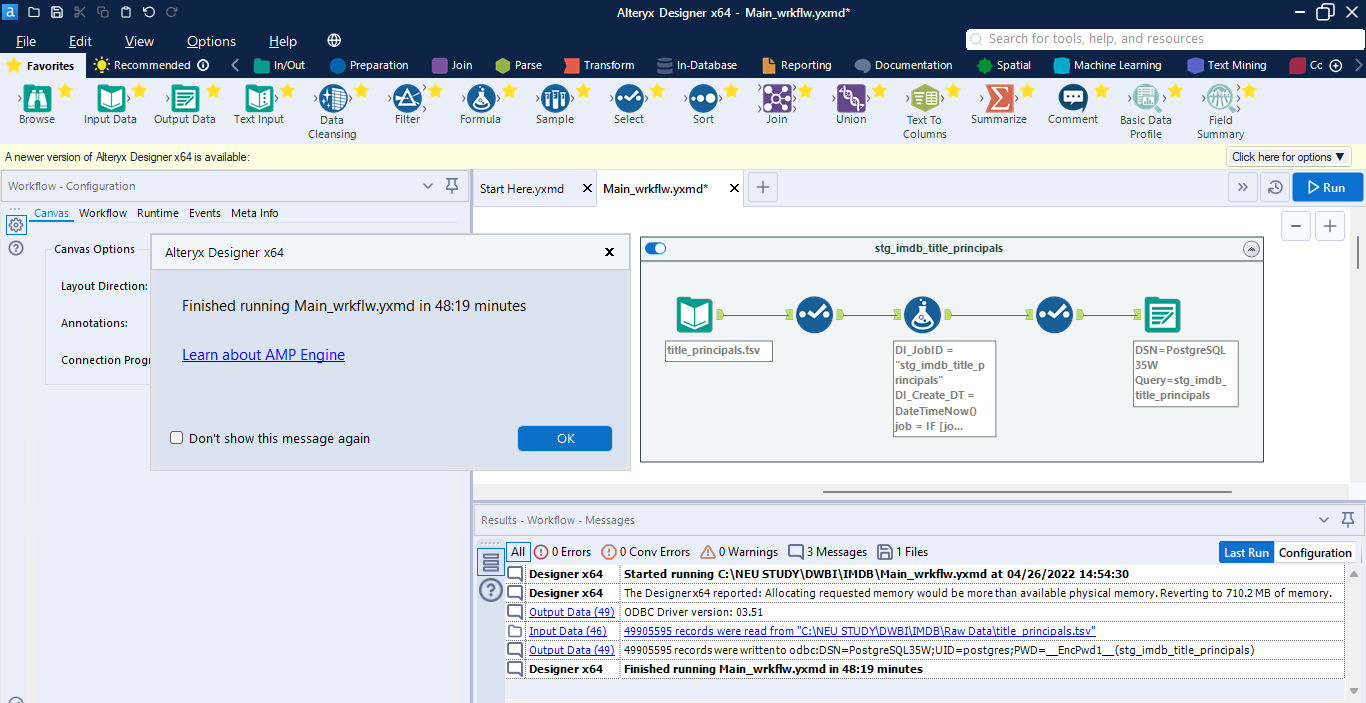 Alteryx Designer x64 - Main_wrkflw.yxmd*
File Edit View Options Help
Search for tools, help, and resources
Favorites Recommended In/Out Preparation Join Parse Transform In-Database Reporting Documentation Spatial Machine Learning Text Mining Co
Browse Input Data Output Data Text Input Data Cleansing Filter Formula Sample Select Sort Join Union Text To Columns Summarize Comment Basic Data Profile Field Summary
A newer version of Alteryx Designer x64 is available:
Click here for options ▼
Workflow - Configuration
Start Here.yxmd
Main_wrkflw.yxmd*
Run
Canvas Workflow Runtime Events Meta Info
Canvas Options
Layout Direction:
Annotations:
Connection Progr
Alteryx Designer x64
Finished running Main_wrkflw.yxmd in 48:19 minutes
Learn about AMP Engine
Don't show this message again
OK
stg_imdb_title_principals
title_principals.tsv
DI_JobID =
"stg_imdb_title_p
rincipals"
DI_Create_DT =
DateTimeNow()
job = IF [jo...
DSN=PostgreSQL
35W
Query=stg_imdb_
title_principals
Results - Workflow - Messages
All 0 Errors 0 Conv Errors 0 Warnings 3 Messages 1 Files
Last Run Configuration
Designer x64 Started running C:\NEU STUDY\DWBI\IMDB\Main_wrkflw.yxmd at 04/26/2022 14:54:30
Designer x64 The Designer x64 reported: Allocating requested memory would be more than available physical memory. Reverting to 710.2 MB of memory.
Output Data (49) ODBC Driver version: 03.51
Input Data (46) 49905595 records were read from "C:\NEU STUDY\DWBI\IMDB\Raw Data\title_principals.tsv"
Output Data (49) 49905595 records were written to odbc:DSN=PostgreSQL35W;UID=postgres;PWD=__EncPwd1__(stg_imdb_title_principals)
Designer x64 Finished running Main_wrkflw.yxmd in 48:19 minutes